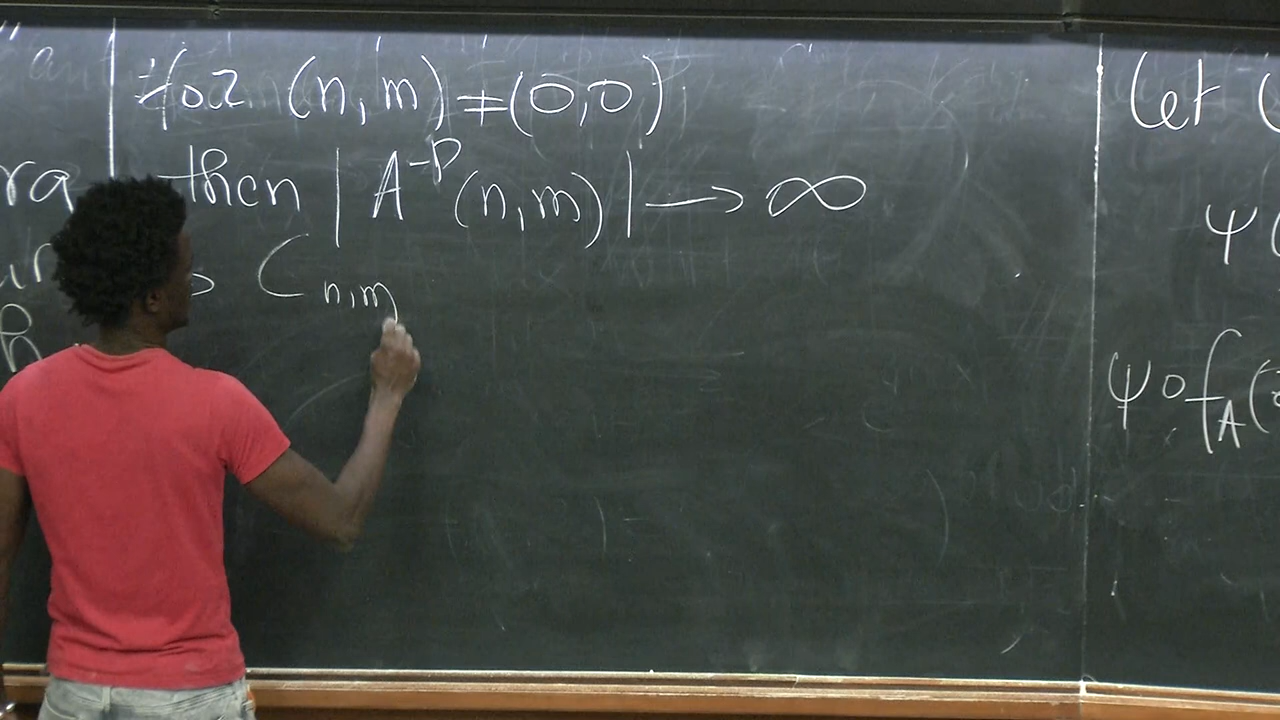 for (n,m) ≠ (0,0)
then | A^{-p} (n,m) | → ∞
C_{n,m}
Let (
ψ (
ψ ∘ f_A (